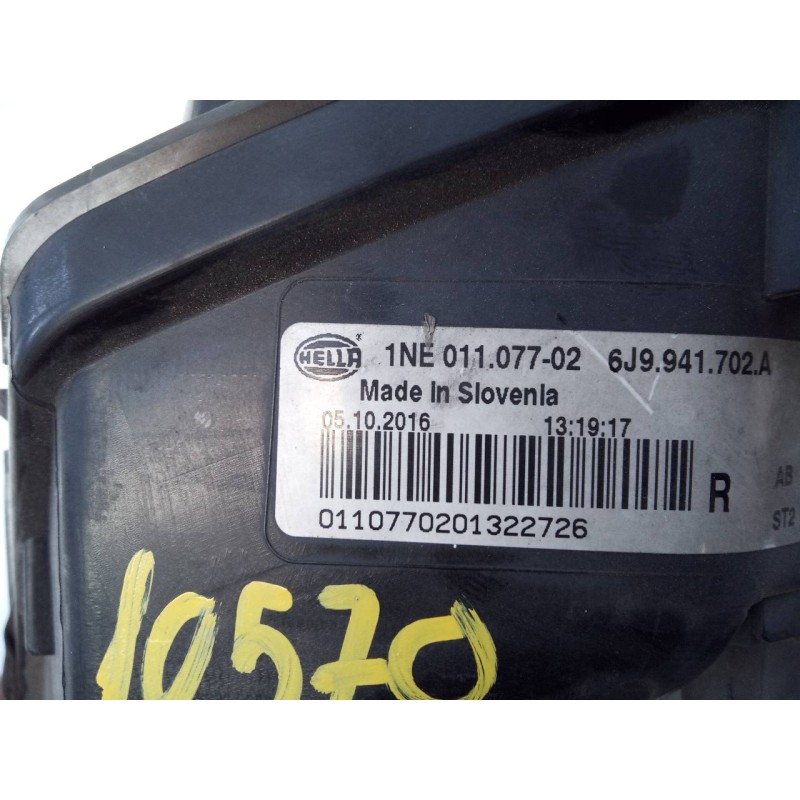 HELLA 1NE 011.077-02 6J9.941.702.A
Made In Slovenia
05.10.2016 13:19:17
R
AB
ST2
0110770201322726
10570